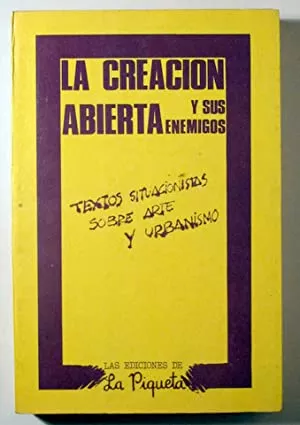 LA CREACION
ABIERTA Y SUS ENEMIGOS
TEXTOS SITUACIONISTAS
SOBRE ARTE
Y URBANISMO
LAS EDICIONES DE
La Piqueta